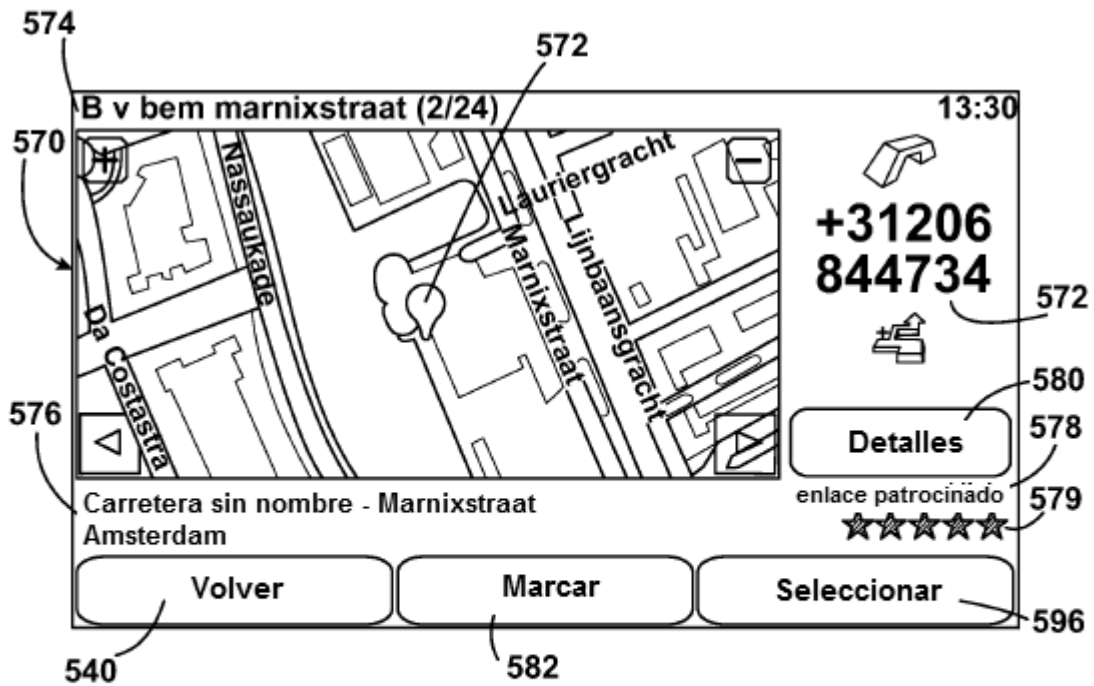 574
572
B v bem marnixstraat (2/24)
13:30
570
+
-
Nassaukade
Lauriergracht
Marnixstraat
Lijnbaansgracht
Da Costastra
+31206
844734
572
580
576
Detalles
578
Carretera sin nombre - Marnixstraat
enlace patrocinado
579
Amsterdam
Volver
Marcar
Seleccionar
596
540
582